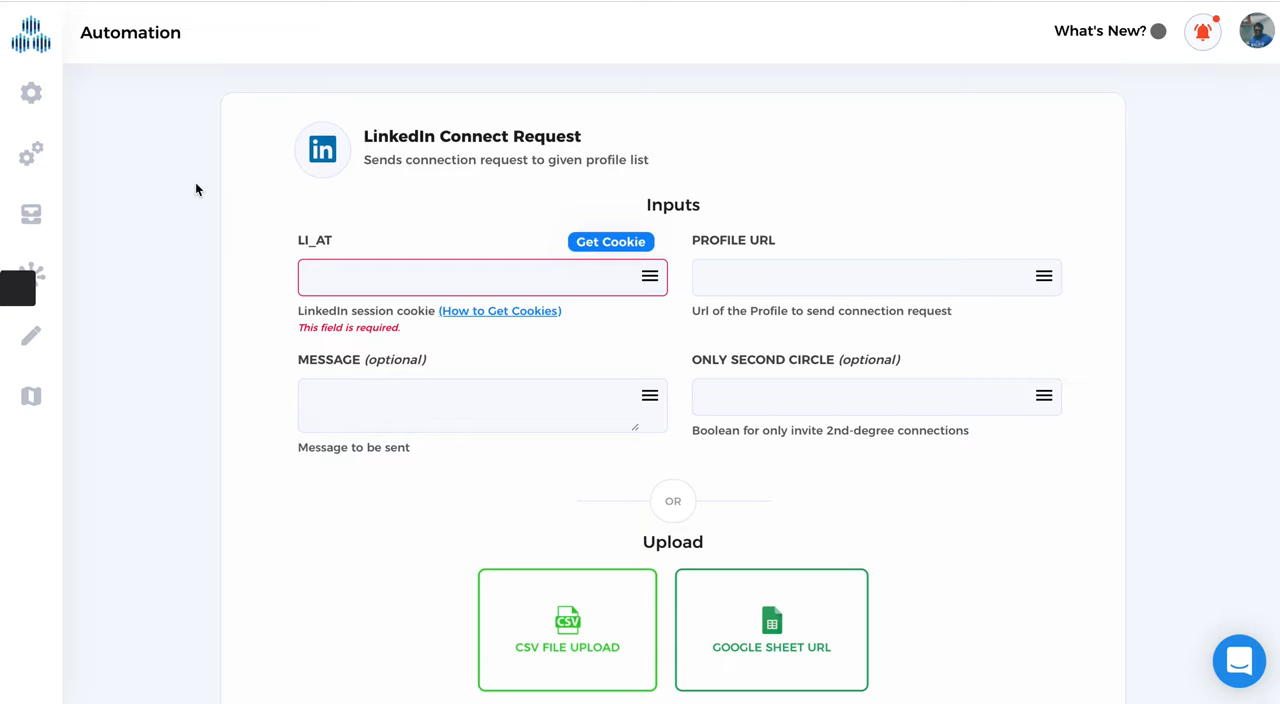 Automation
What's New?
in
LinkedIn Connect Request
Sends connection request to given profile list
Inputs
LI_AT
Get Cookie
PROFILE URL
LinkedIn session cookie (How to Get Cookies)
This field is required.
Url of the Profile to send connection request
MESSAGE (optional)
ONLY SECOND CIRCLE (optional)
Message to be sent
Boolean for only invite 2nd-degree connections
OR
Upload
CSV
CSV FILE UPLOAD
GOOGLE SHEET URL